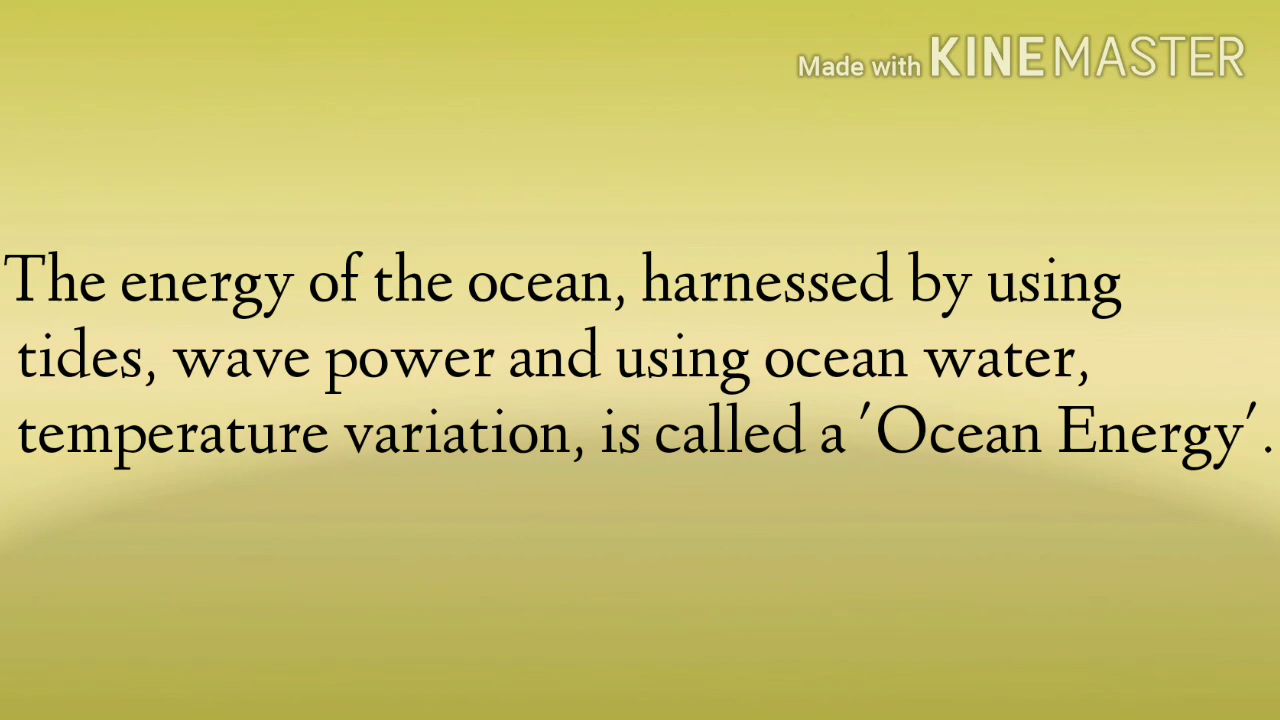 Made with KINEMASTER
The energy of the ocean, harnessed by using
tides, wave power and using ocean water,
temperature variation, is called a 'Ocean Energy'.